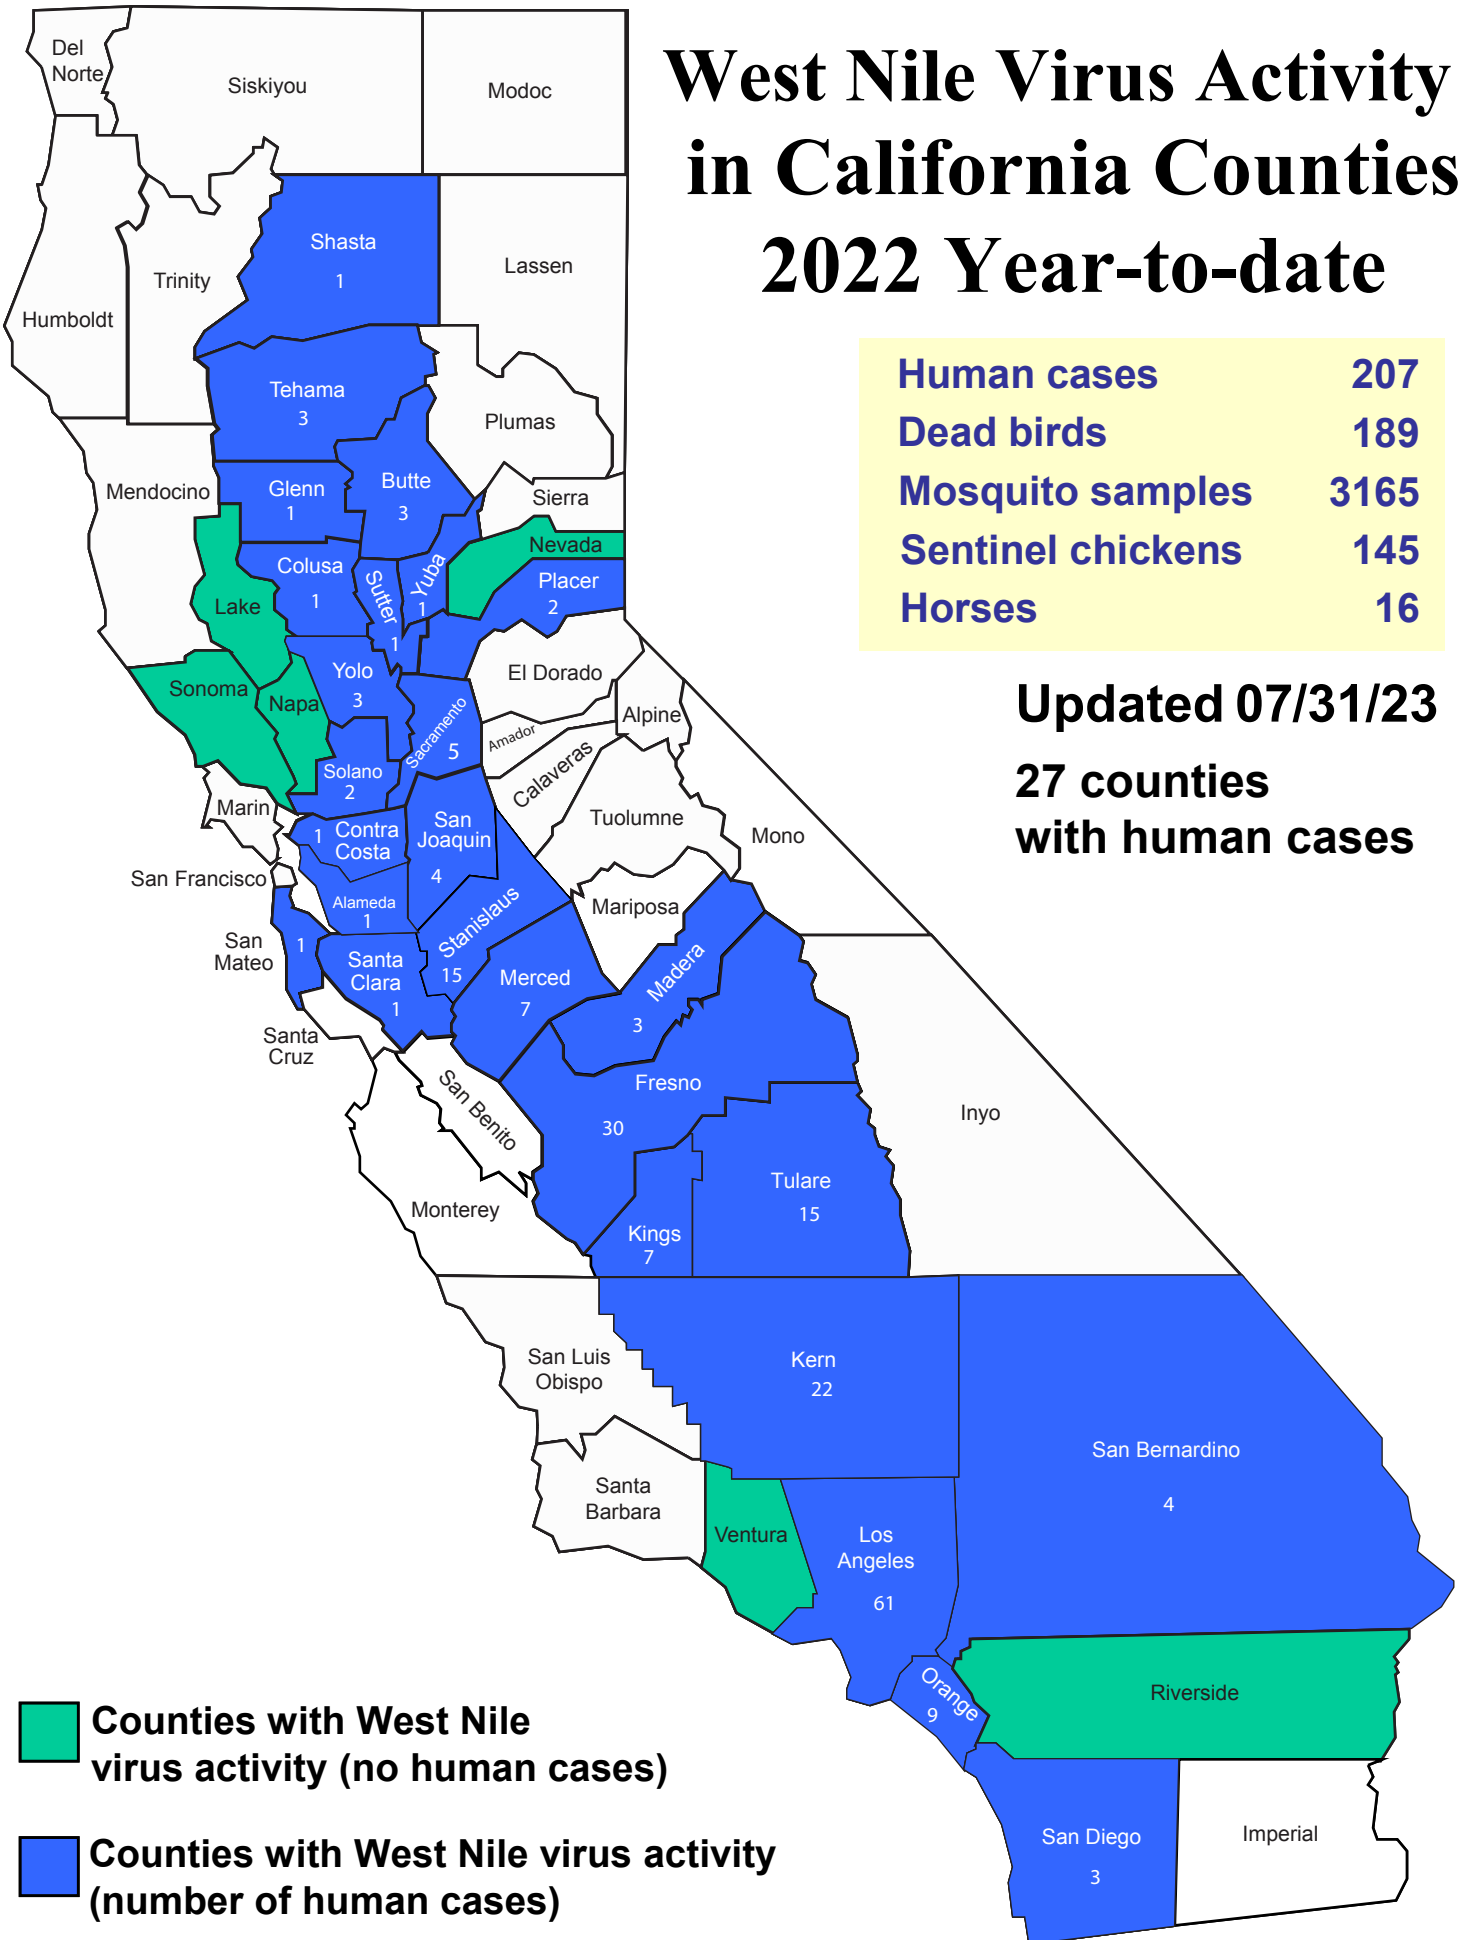 West Nile Virus Activity
in California Counties
2022 Year-to-date
Human cases 207
Dead birds 189
Mosquito samples 3165
Sentinel chickens 145
Horses 16
Updated 07/31/23
27 counties
with human cases
Del
Norte
Siskiyou
Modoc
Shasta
1
Lassen
Trinity
Humboldt
Tehama
3
Plumas
Mendocino
Glenn
1
Butte
3
Sierra
Nevada
Colusa
1
Sutter
1
Yuba
1
Placer
2
Lake
Yolo
3
El Dorado
Sonoma
Napa
Sacramento
5
Amador
Alpine
Calaveras
Solano
2
Marin
1
Contra
Costa
San
Joaquin
4
Tuolumne
Mono
San Francisco
Alameda
1
Stanislaus
15
Mariposa
San
Mateo
1
Santa
Clara
1
Merced
7
Madera
3
Santa
Cruz
Fresno
30
San Benito
Inyo
Monterey
Tulare
15
Kings
7
San Luis
Obispo
Kern
22
San Bernardino
4
Santa
Barbara
Ventura
Los
Angeles
61
Orange
9
Riverside
San Diego
3
Imperial
Counties with West Nile
virus activity (no human cases)
Counties with West Nile virus activity
(number of human cases)